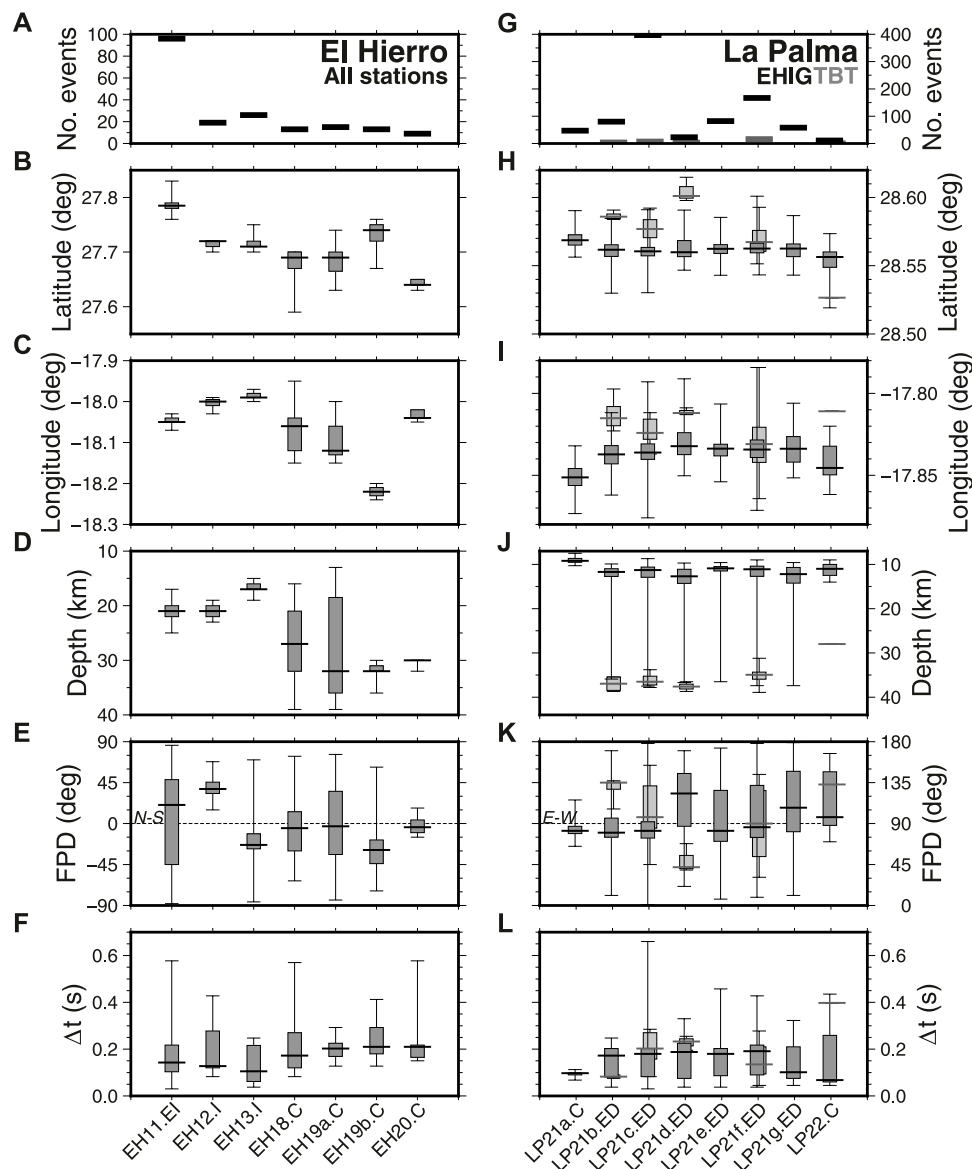 A
No. events
100
80
60
40
20
0
El Hierro
All stations
B
Latitude (deg)
27.8
27.7
27.6
C
Longitude (deg)
−17.9
−18.0
−18.1
−18.2
−18.3
D
Depth (km)
10
20
30
40
E
FPD (deg)
90
45
0
−45
−90
N-S
F
Δt (s)
0.6
0.4
0.2
0.0
EH11.EI
EH12.I
EH13.I
EH18.C
EH19a.C
EH19b.C
EH20.C
G
La Palma
EHIGTBT
400
300
200
100
0
No. events
H
28.60
28.55
28.50
Latitude (deg)
I
−17.80
−17.85
Longitude (deg)
J
10
20
30
40
Depth (km)
K
E-W
180
135
90
45
0
FPD (deg)
L
0.6
0.4
0.2
0.0
Δt (s)
LP21a.C
LP21b.ED
LP21c.ED
LP21d.ED
LP21e.ED
LP21f.ED
LP21g.ED
LP22.C